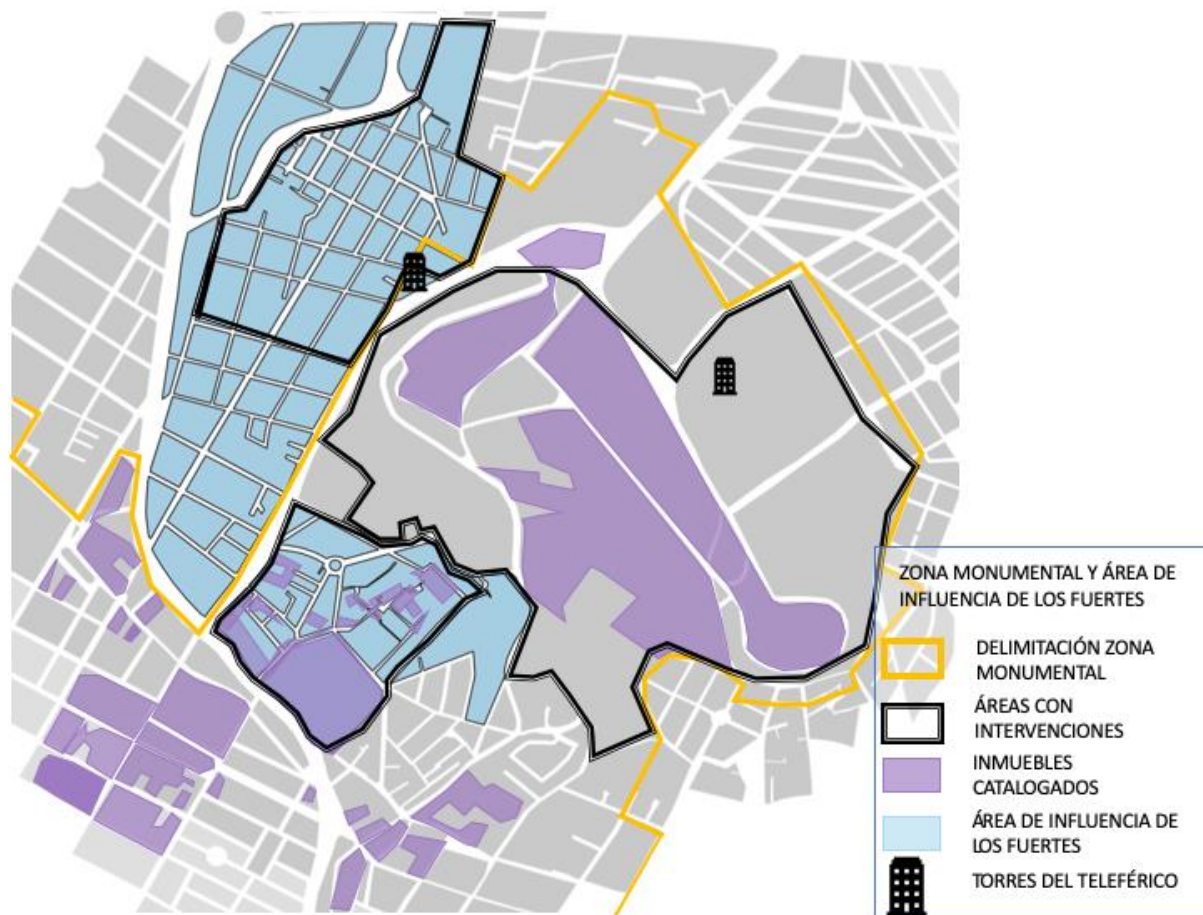 ZONA MONUMENTAL Y ÁREA DE
INFLUENCIA DE LOS FUERTES
DELIMITACIÓN ZONA
MONUMENTAL
ÁREAS CON
INTERVENCIONES
INMUEBLES
CATALOGADOS
ÁREA DE INFLUENCIA DE
LOS FUERTES
TORRES DEL TELEFÉRICO